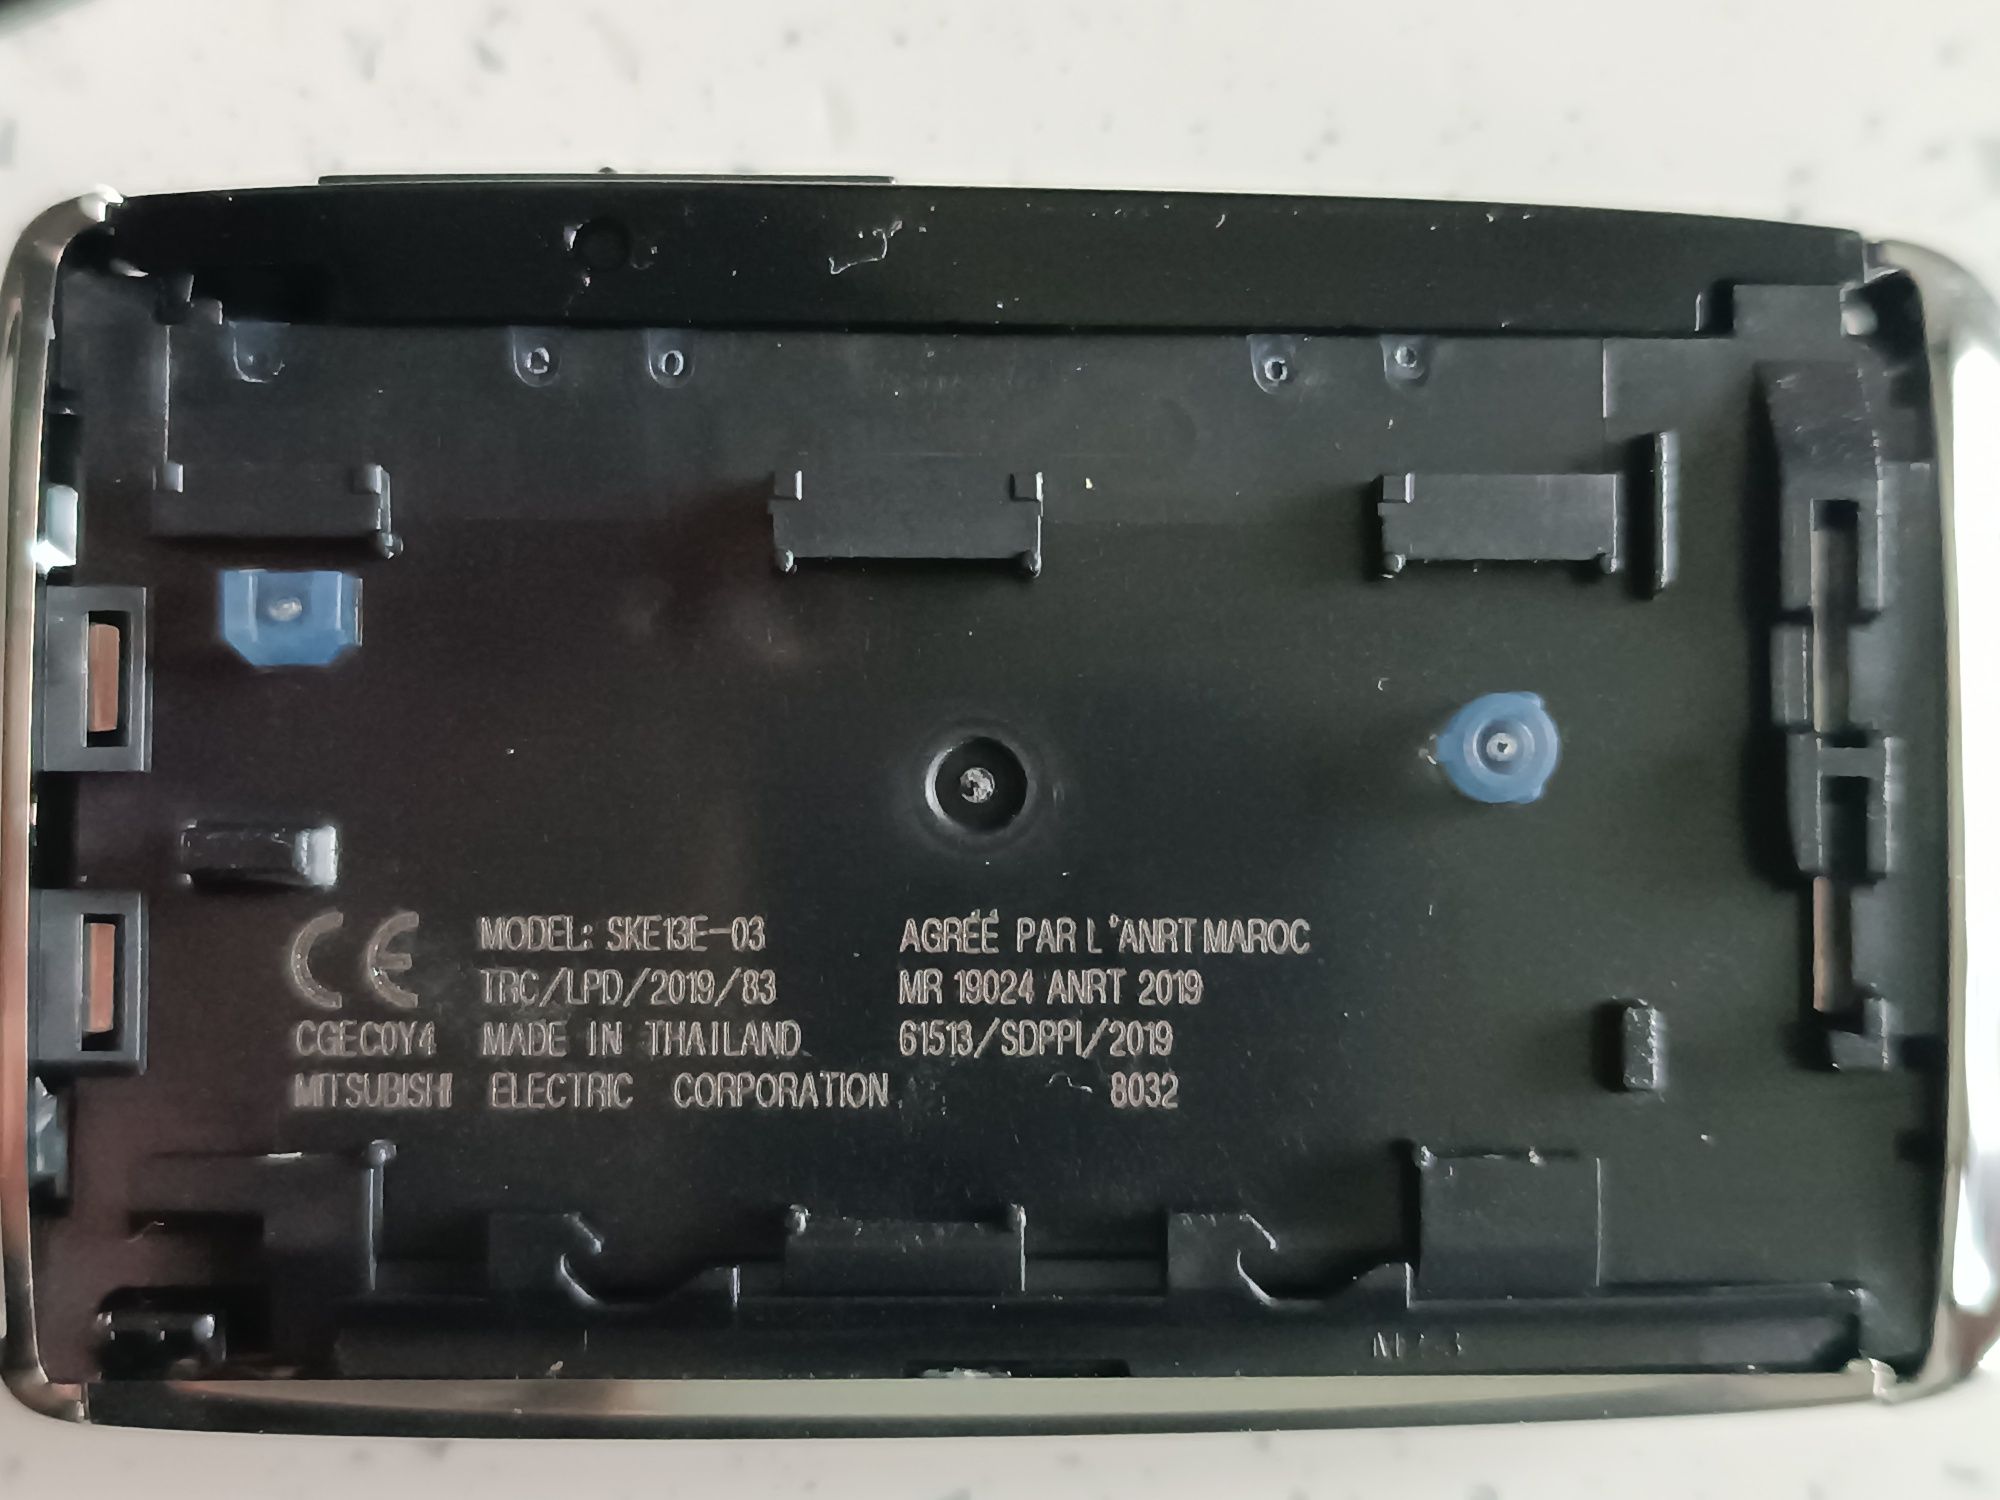 CE MODEL: SKE13E-03 AGRÉÉ PAR L'ANRT MAROC
TRC/LPD/2019/83 MR 19024 ANRT 2019
CGEC0Y4 MADE IN THAILAND 61513/SDPPI/2019
MITSUBISHI ELECTRIC CORPORATION 8032